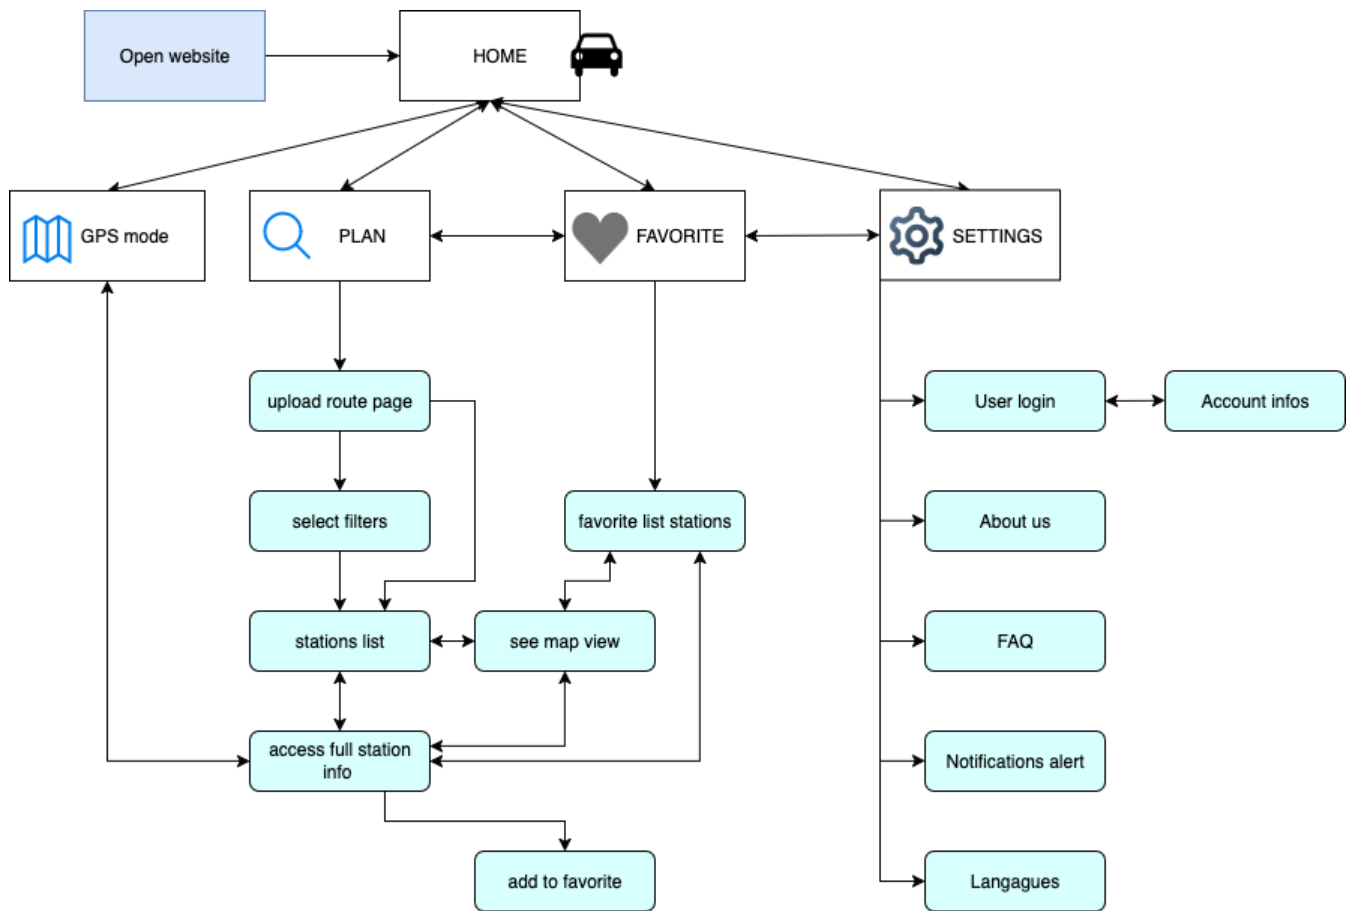 Open website
HOME
GPS mode
PLAN
FAVORITE
SETTINGS
upload route page
User login
Account infos
select filters
favorite list stations
About us
stations list
see map view
FAQ
access full station
info
Notifications alert
add to favorite
Langagues